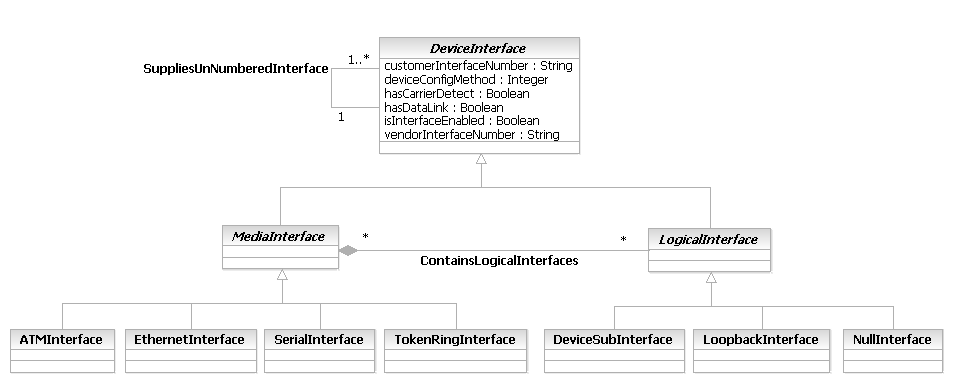 DeviceInterface
1..*
SuppliesUnNumberedInterface
customerInterfaceNumber : String
deviceConfigMethod : Integer
hasCarrierDetect : Boolean
hasDataLink : Boolean
1
isInterfaceEnabled : Boolean
vendorInterfaceNumber : String
MediaInterface
*
*
LogicalInterface
ContainsLogicalInterfaces
ATMInterface
EthernetInterface
SerialInterface
TokenRingInterface
DeviceSubInterface
LoopbackInterface
NullInterface